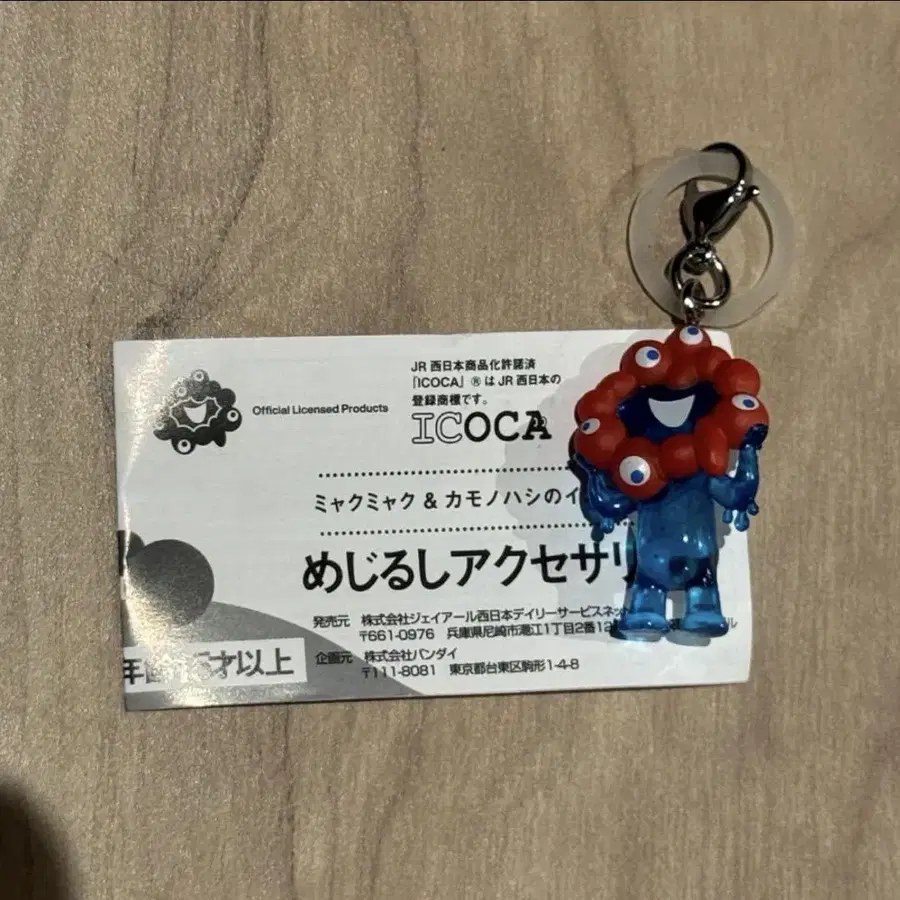 Official Licensed Products
JR 西日本商品化許諾済
「ICOCA」®はJR西日本の
登録商標です。
ICOCA
ミャクミャク & カモノハシのイ
めじるしアクセサリ
発売元 株式会社ジェイアール西日本デイリーサービスネット
〒661-0976 兵庫県尼崎市潮江1丁目2番12
企画元 株式会社バンダイ
〒111-8081 東京都台東区駒形1-4-8
才以上